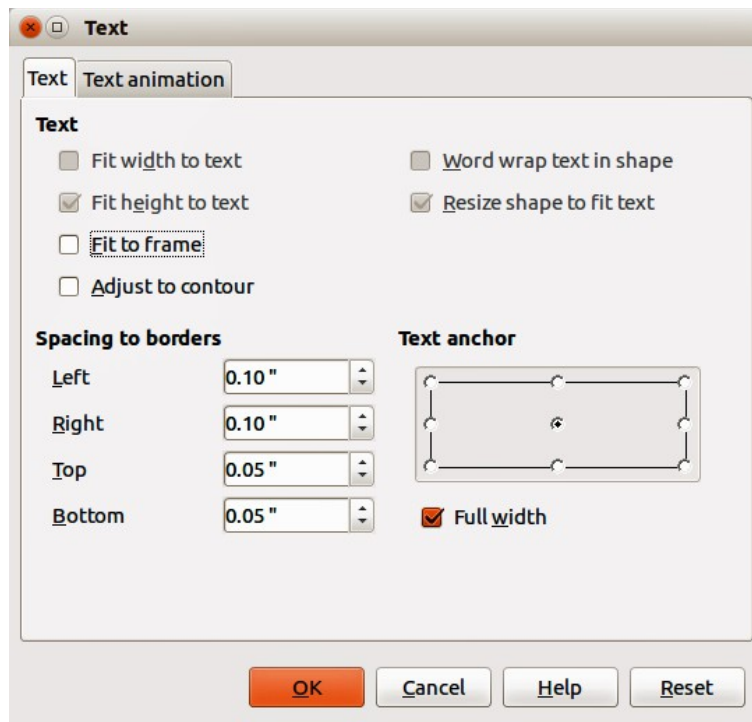 Text
Text Text animation
Text
Fit width to text
Word wrap text in shape
Fit height to text
Resize shape to fit text
Fit to frame
Adjust to contour
Spacing to borders
Left 0.10"
Right 0.10"
Top 0.05"
Bottom 0.05"
Text anchor
Full width
OK Cancel Help Reset